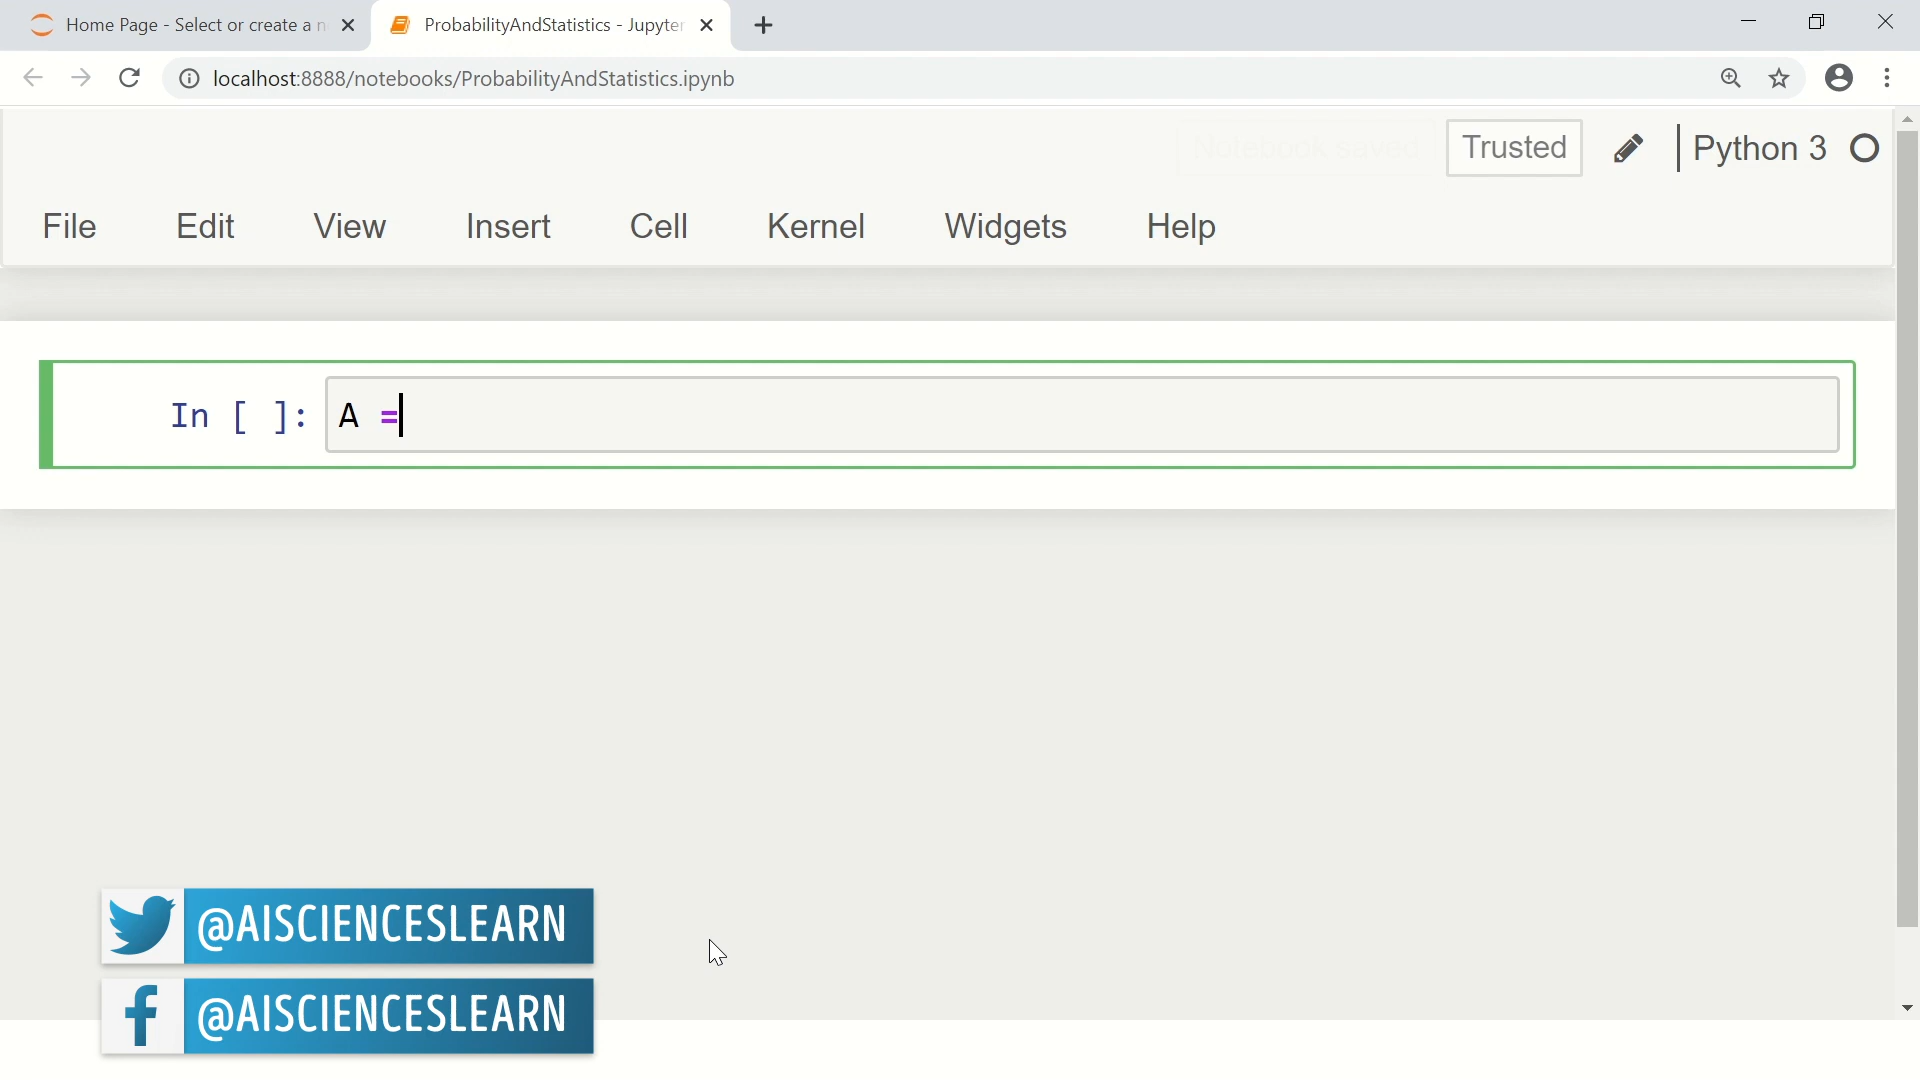 Home Page - Select or create a n
ProbabilityAndStatistics - Jupyter
localhost:8888/notebooks/ProbabilityAndStatistics.ipynb
Notebook saved
Trusted
Python 3
File Edit View Insert Cell Kernel Widgets Help
In [ ]: A =
@AISCIENCESLEARN
@AISCIENCESLEARN